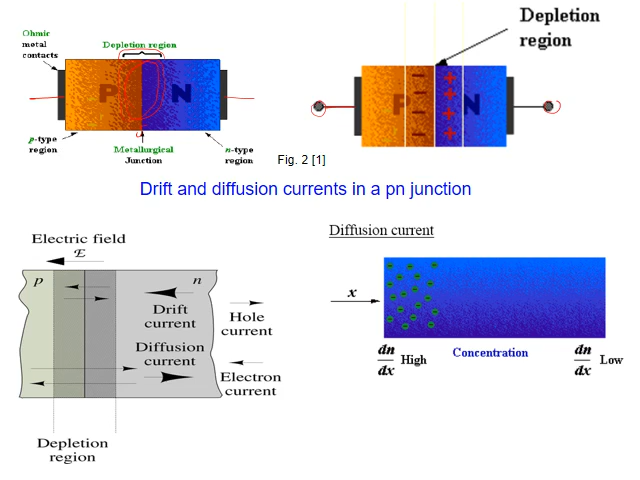 Ohmic
metal
contacts
Depletion region
P N
p-type
region
Metallurgical
Junction
n-type
region
Depletion
region
P N
Fig. 2 [1]
Drift and diffusion currents in a pn junction
Electric field
ℰ
p
n
Drift
current
Hole
current
Diffusion
current
Electron
current
Depletion
region
Diffusion current
x
dn
dx
High
Concentration
dn
dx
Low